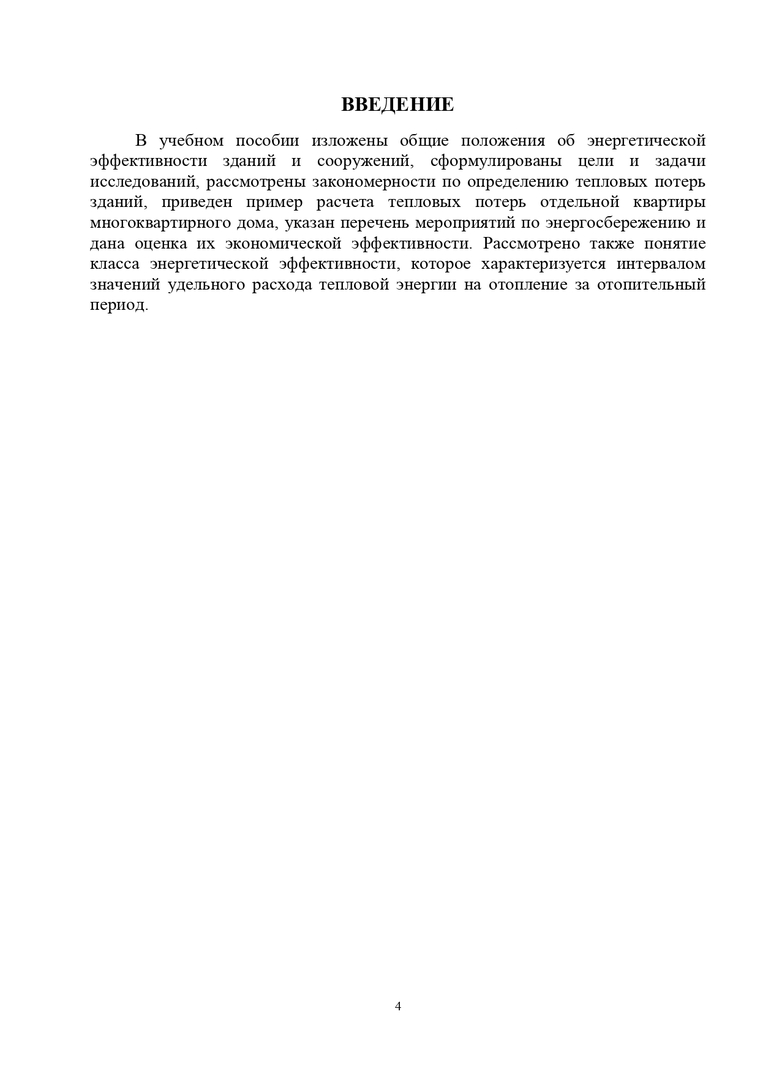 ВВЕДЕНИЕ
В учебном пособии изложены общие положения об энергетической
эффективности зданий и сооружений, сформулированы цели и задачи
исследований, рассмотрены закономерности по определению тепловых потерь
зданий, приведен пример расчета тепловых потерь отдельной квартиры
многоквартирного дома, указан перечень мероприятий по энергосбережению и
дана оценка их экономической эффективности. Рассмотрено также понятие
класса энергетической эффективности, которое характеризуется интервалом
значений удельного расхода тепловой энергии на отопление за отопительный
период.
4